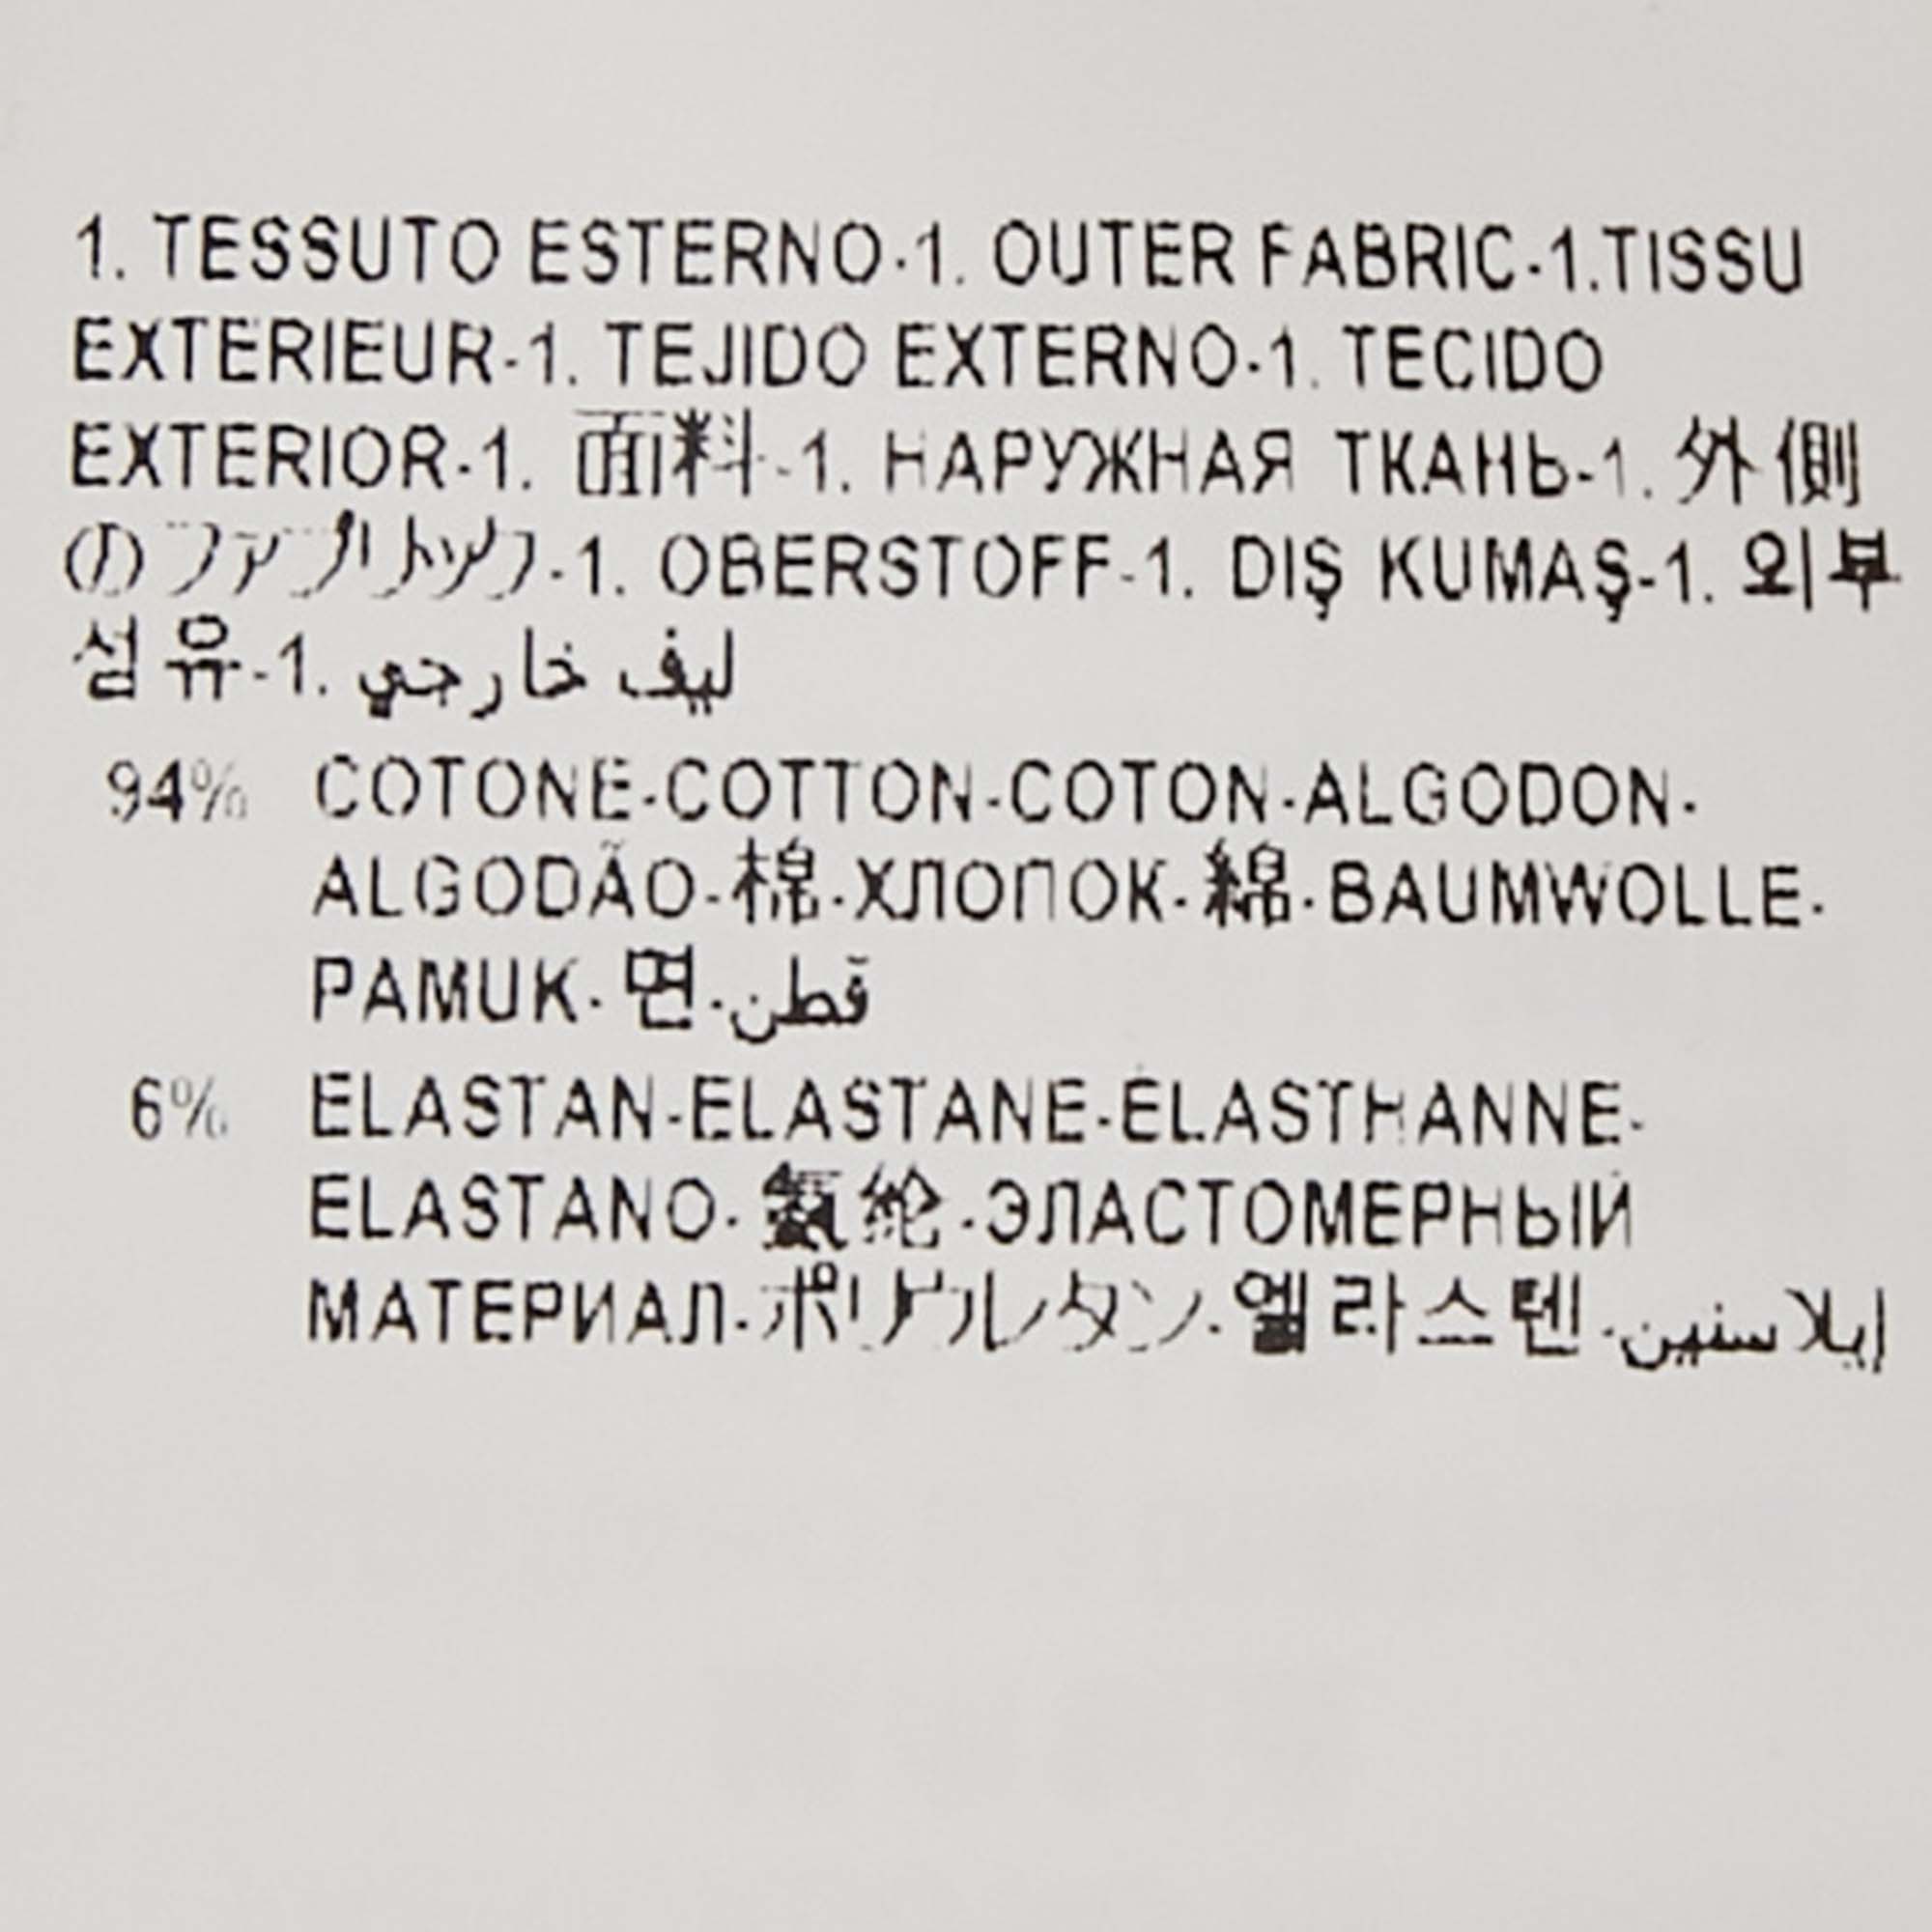 1. TESSUTO ESTERNO-1. OUTER FABRIC-1.TISSU
EXTERIEUR-1. TEJIDO EXTERNO-1. TECIDO
EXTERIOR-1. 面料-1. НАРУЖНАЯ ТКАНЬ-1. 外側
のファブリック-1. OBERSTOFF-1. DIŞ KUMAŞ-1. 외부
섬유-1. ليف خارجي
94% COTONE-COTTON-COTON-ALGODON-
ALGODÃO-棉-ХЛОПОК-綿-BAUMWOLLE-
PAMUK-면-قطن
6% ELASTAN-ELASTANE-ÉLASTHANNE-
ELASTANO-氨纶-ЭЛАСТОМЕРНЫЙ
МАТЕРИАЛ-ポリウレタン-엘라스텐-إيلاستين